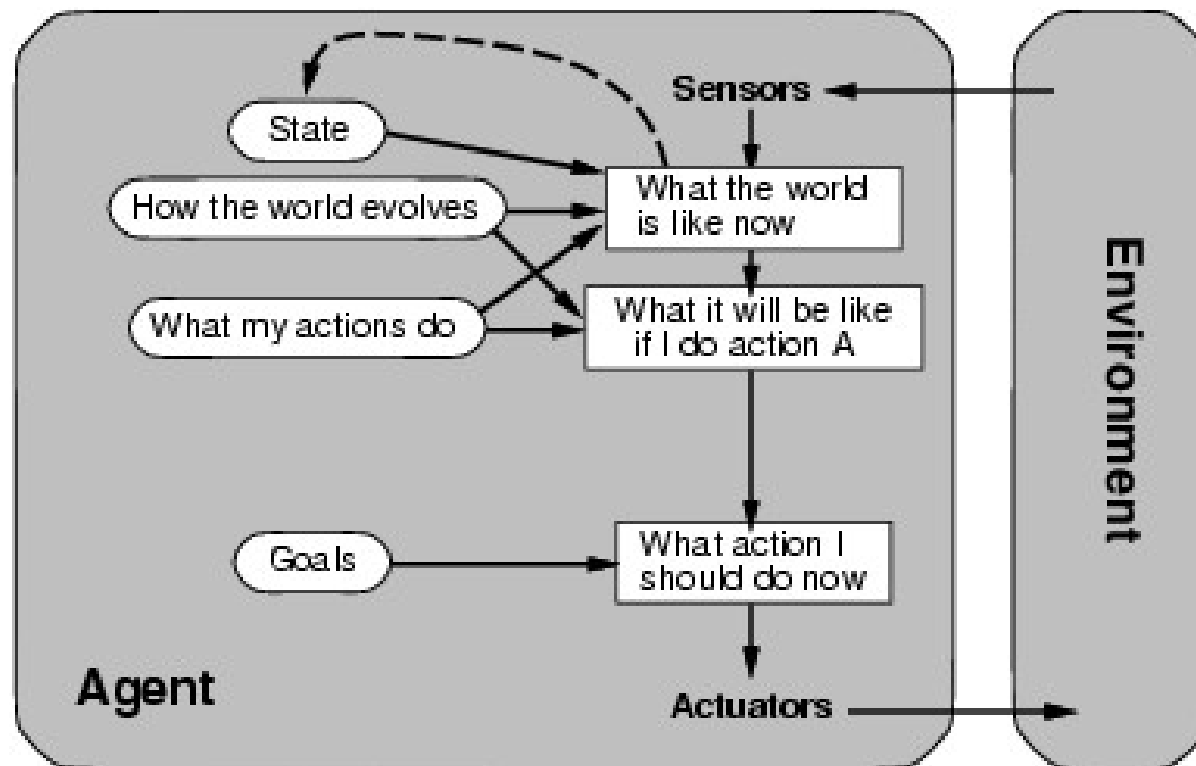 Sensors
State
What the world
is like now
How the world evolves
What my actions do
What it will be like
if I do action A
Goals
What action I
should do now
Agent
Actuators
Environment